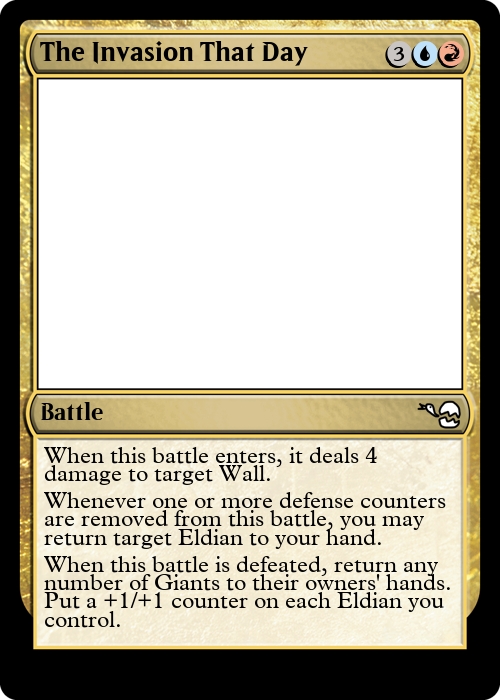 The Invasion That Day 3
Battle
When this battle enters, it deals 4
damage to target Wall.
Whenever one or more defense counters
are removed from this battle, you may
return target Eldian to your hand.
When this battle is defeated, return any
number of Giants to their owners' hands.
Put a +1/+1 counter on each Eldian you
control.